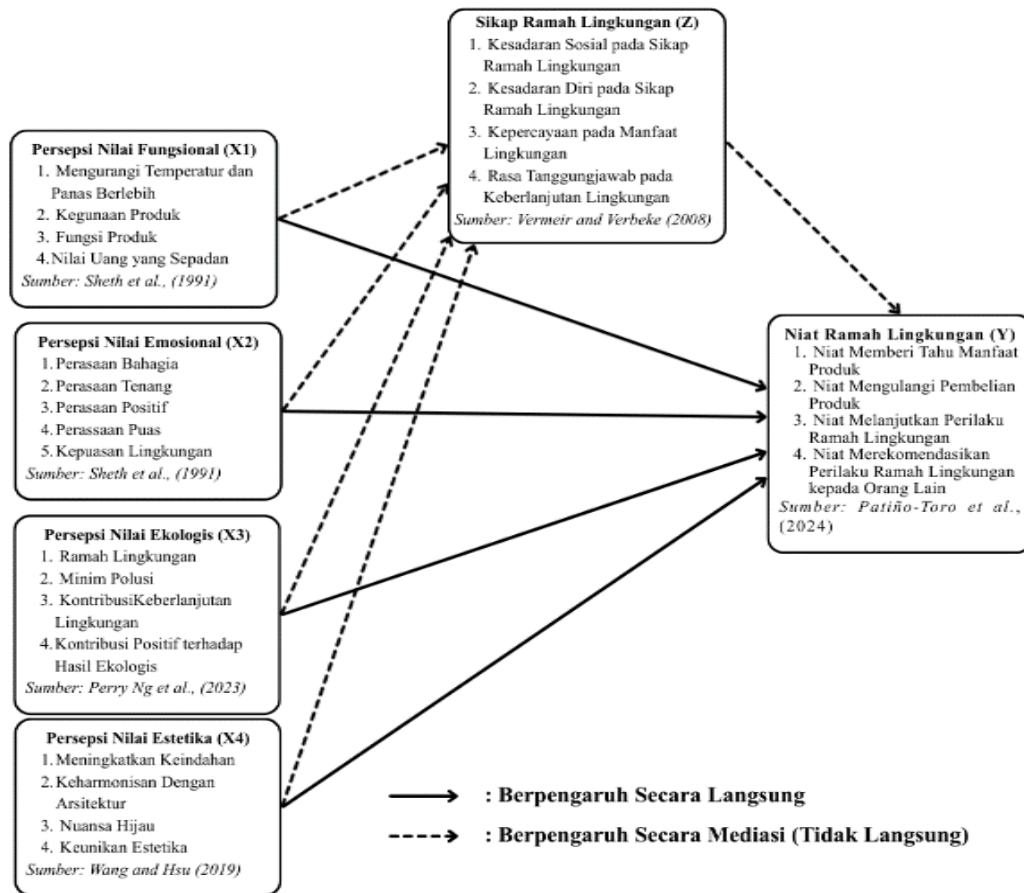 Sikap Ramah Lingkungan (Z)
1. Kesadaran Sosial pada Sikap
Ramah Lingkungan
2. Kesadaran Diri pada Sikap
Ramah Lingkungan
3. Kepercayaan pada Manfaat
Lingkungan
4. Rasa Tanggungjawab pada
Keberlanjutan Lingkungan
Sumber: Vermeir and Verbeke (2008)
Persepsi Nilai Fungsional (X1)
1. Mengurangi Temperatur dan
Panas Berlebih
2. Kegunaan Produk
3. Fungsi Produk
4. Nilai Uang yang Sepadan
Sumber: Sheth et al., (1991)
Persepsi Nilai Emosional (X2)
1. Perasaan Bahagia
2. Perasaan Tenang
3. Perasaan Positif
4. Perassaan Puas
5. Kepuasan Lingkungan
Sumber: Sheth et al., (1991)
Niat Ramah Lingkungan (Y)
1. Niat Memberi Tahu Manfaat
Produk
2. Niat Mengulangi Pembelian
Produk
3. Niat Melanjutkan Perilaku
Ramah Lingkungan
4. Niat Merekomendasikan
Perilaku Ramah Lingkungan
kepada Orang Lain
Sumber: Patiño-Toro et al.,
(2024)
Persepsi Nilai Ekologis (X3)
1. Ramah Lingkungan
2. Minim Polusi
3. KontribusiKeberlanjutan
Lingkungan
4. Kontribusi Positif terhadap
Hasil Ekologis
Sumber: Perry Ng et al., (2023)
Persepsi Nilai Estetika (X4)
1. Meningkatkan Keindahan
2. Keharmonisan Dengan
Arsitektur
3. Nuansa Hijau
4. Keunikan Estetika
Sumber: Wang and Hsu (2019)
: Berpengaruh Secara Langsung
: Berpengaruh Secara Mediasi (Tidak Langsung)